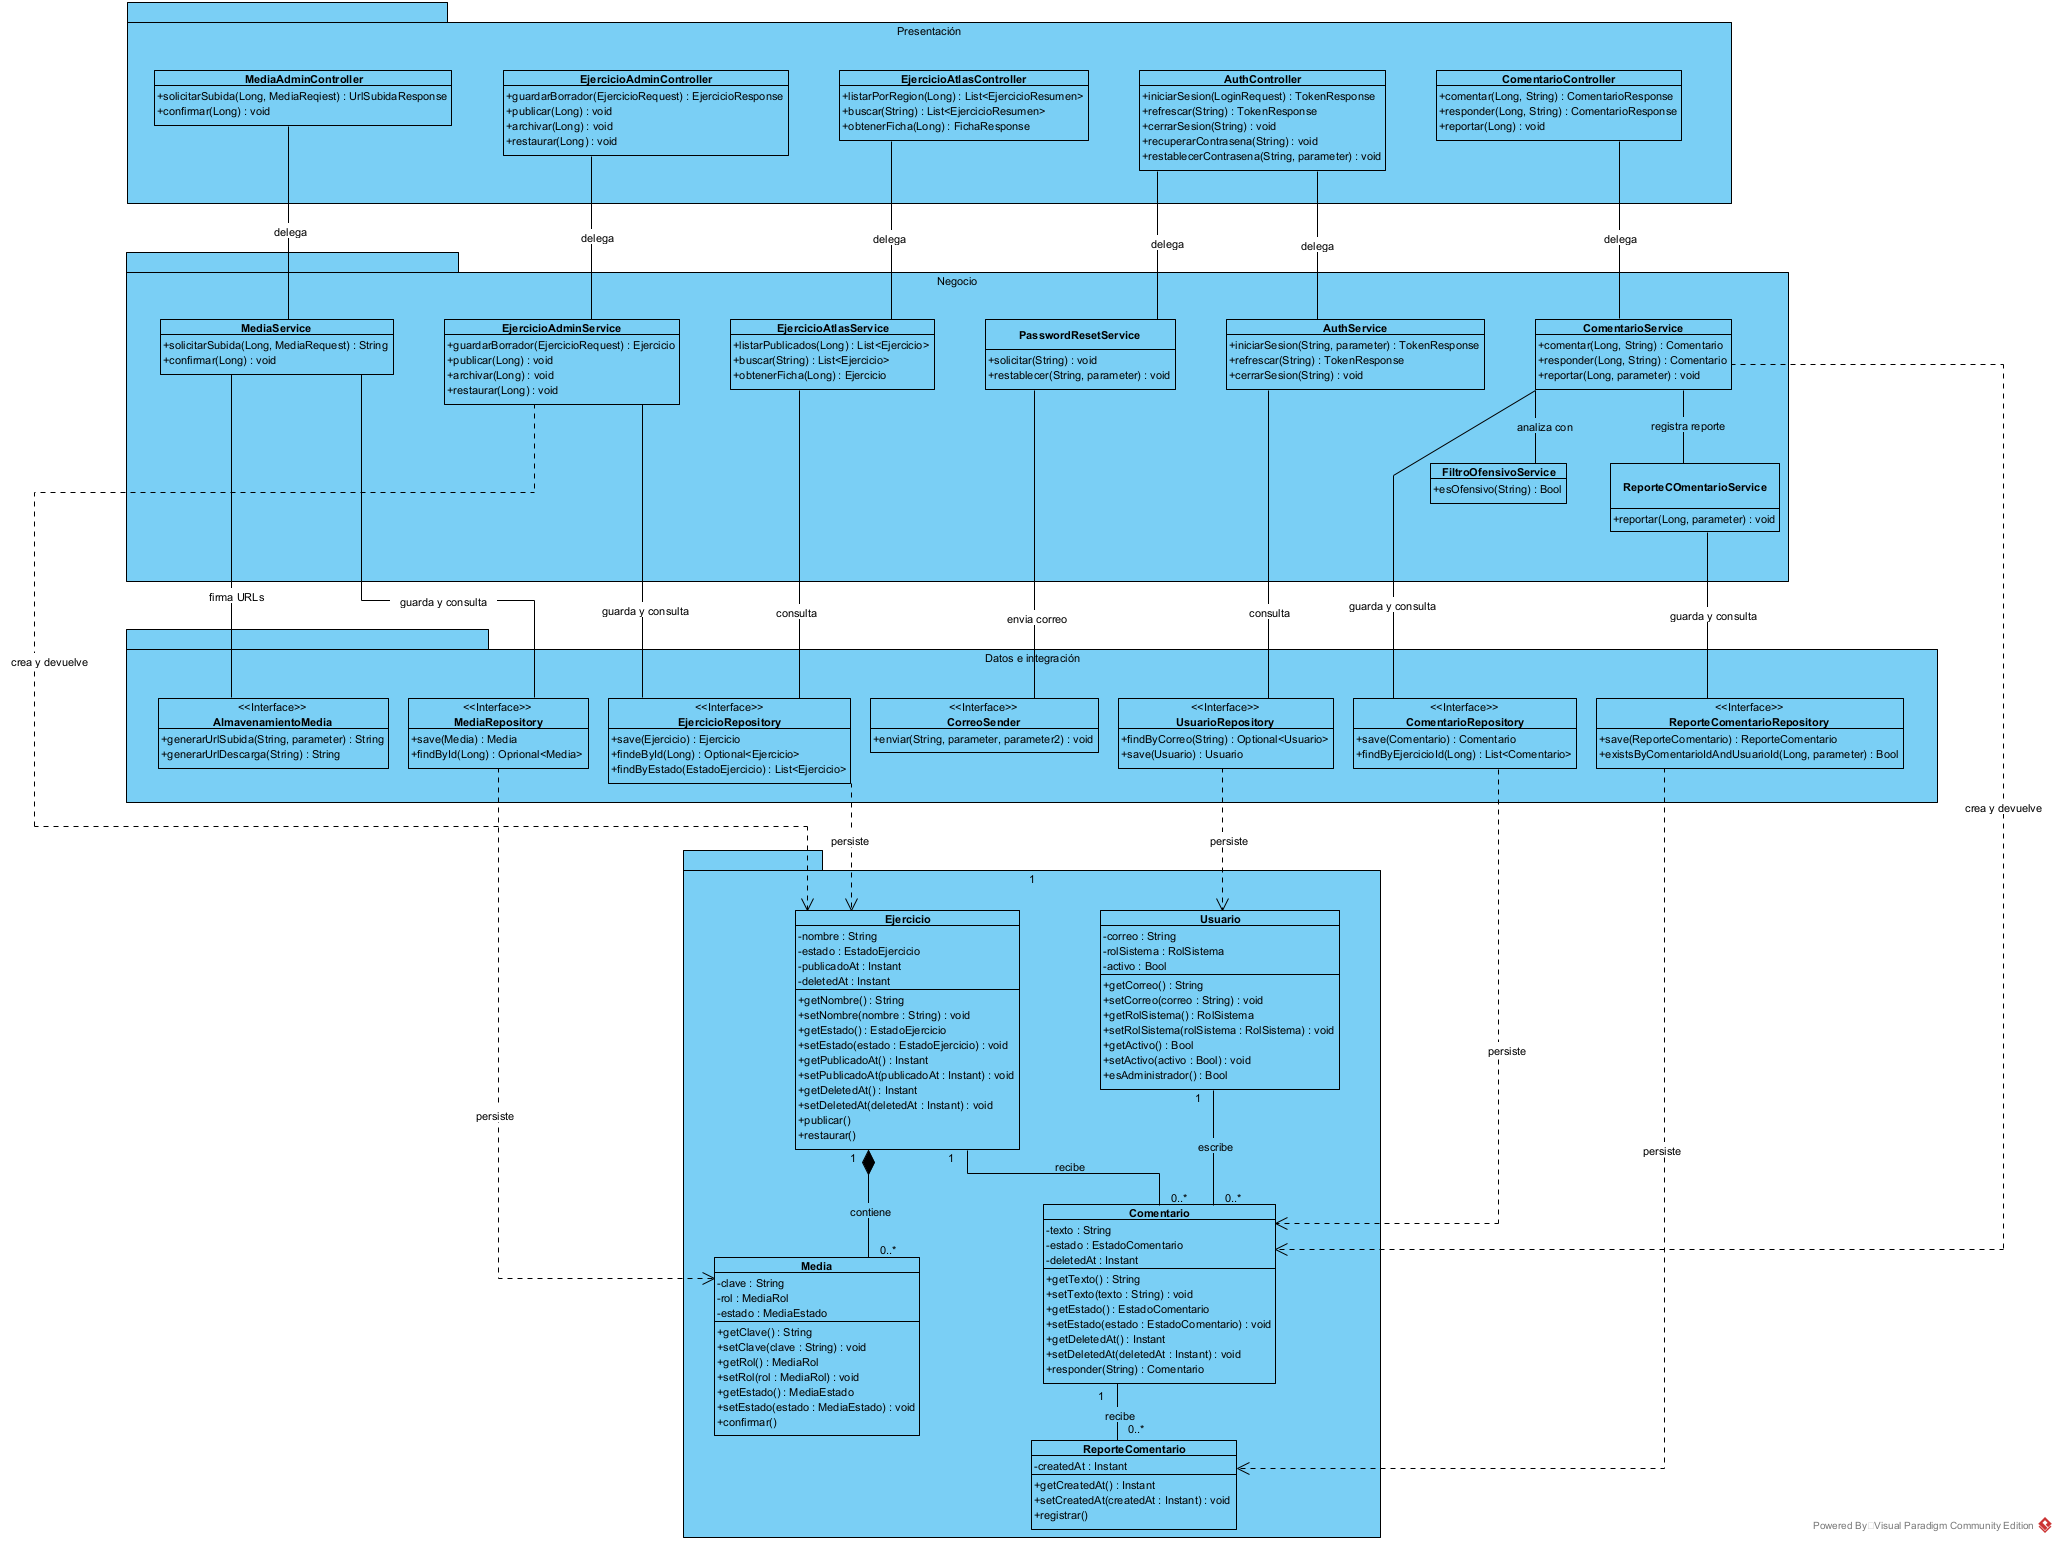 Presentación
MediaAdminController
+solicitarSubida(Long, MediaReqiest) : UrlSubidaResponse
+confirmar(Long) : void
EjercicioAdminController
+guardarBorrador(EjercicioRequest) : EjercicioResponse
+publicar(Long) : void
+archivar(Long) : void
+restaurar(Long) : void
EjercicioAtlasController
+listarPorRegion(Long) : List<EjercicioResumen>
+buscar(String) : List<EjercicioResumen>
+obtenerFicha(Long) : FichaResponse
AuthController
+iniciarSesion(LoginRequest) : TokenResponse
+refrescar(String) : TokenResponse
+cerrarSesion(String) : void
+recuperarContrasena(String) : void
+restablecerContrasena(String, parameter) : void
ComentarioController
+comentar(Long, String) : ComentarioResponse
+responder(Long, String) : ComentarioResponse
+reportar(Long) : void
delega
delega
delega
delega
delega
delega
Negocio
MediaService
+solicitarSubida(Long, MediaRequest) : String
+confirmar(Long) : void
EjercicioAdminService
+guardarBorrador(EjercicioRequest) : Ejercicio
+publicar(Long) : void
+archivar(Long) : void
+restaurar(Long) : void
EjercicioAtlasService
+listarPublicados(Long) : List<Ejercicio>
+buscar(String) : List<Ejercicio>
+obtenerFicha(Long) : Ejercicio
PasswordResetService
+solicitar(String) : void
+restablecer(String, parameter) : void
AuthService
+iniciarSesion(String, parameter) : TokenResponse
+refrescar(String) : TokenResponse
+cerrarSesion(String) : void
ComentarioService
+comentar(Long, String) : Comentario
+responder(Long, String) : Comentario
+reportar(Long, parameter) : void
analiza con
registra reporte
FiltroOfensivoService
+esOfensivo(String) : Bool
ReporteCOmentarioService
+reportar(Long, parameter) : void
firma URLs
guarda y consulta
guarda y consulta
consulta
envia correo
consulta
guarda y consulta
guarda y consulta
crea y devuelve
Datos e integración
<<Interface>>
AlmavenamientoMedia
+generarUrlSubida(String, parameter) : String
+generarUrlDescarga(String) : String
<<Interface>>
MediaRepository
+save(Media) : Media
+findById(Long) : Oprional<Media>
<<Interface>>
EjercicioRepository
+save(Ejercicio) : Ejercicio
+findeById(Long) : Optional<Ejercicio>
+findByEstado(EstadoEjercicio) : List<Ejercicio>
<<Interface>>
CorreoSender
+enviar(String, parameter, parameter2) : void
<<Interface>>
UsuarioRepository
+findByCorreo(String) : Optional<Usuario>
+save(Usuario) : Usuario
<<Interface>>
ComentarioRepository
+save(Comentario) : Comentario
+findByEjercicioId(Long) : List<Comentario>
<<Interface>>
ReporteComentarioRepository
+save(ReporteComentario) : ReporteComentario
+existsByComentarioIdAndUsuarioId(Long, parameter) : Bool
crea y devuelve
persiste
persiste
1
Ejercicio
-nombre : String
-estado : EstadoEjercicio
-publicadoAt : Instant
-deletedAt : Instant
+getNombre() : String
+setNombre(nombre : String) : void
+getEstado() : EstadoEjercicio
+setEstado(estado : EstadoEjercicio) : void
+getPublicadoAt() : Instant
+setPublicadoAt(publicadoAt : Instant) : void
+getDeletedAt() : Instant
+setDeletedAt(deletedAt : Instant) : void
+publicar()
+restaurar()
Usuario
-correo : String
-rolSistema : RolSistema
-activo : Bool
+getCorreo() : String
+setCorreo(correo : String) : void
+getRolSistema() : RolSistema
+setRolSistema(rolSistema : RolSistema) : void
+getActivo() : Bool
+setActivo(activo : Bool) : void
+esAdministrador() : Bool
persiste
persiste
persiste
1
1
1
recibe
escribe
0..*
0..*
contiene
0..*
Comentario
-texto : String
-estado : EstadoComentario
-deletedAt : Instant
+getTexto() : String
+setTexto(texto : String) : void
+getEstado() : EstadoComentario
+setEstado(estado : EstadoComentario) : void
+getDeletedAt() : Instant
+setDeletedAt(deletedAt : Instant) : void
+responder(String) : Comentario
Media
-clave : String
-rol : MediaRol
-estado : MediaEstado
+getClave() : String
+setClave(clave : String) : void
+getRol() : MediaRol
+setRol(rol : MediaRol) : void
+getEstado() : MediaEstado
+setEstado(estado : MediaEstado) : void
+confirmar()
1
recibe
0..*
ReporteComentario
-createdAt : Instant
+getCreatedAt() : Instant
+setCreatedAt(createdAt : Instant) : void
+registrar()
Powered By Visual Paradigm Community Edition